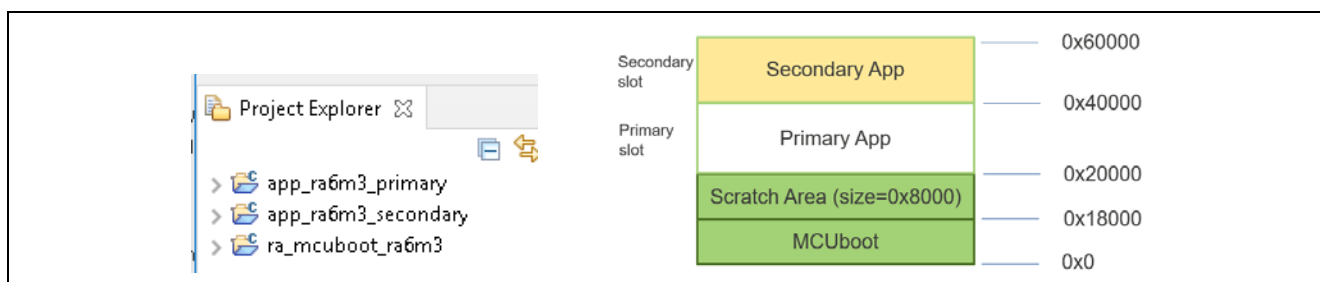 Project Explorer
app_ra6m3_primary
app_ra6m3_secondary
ra_mcuboot_ra6m3
Secondary
slot
Primary
slot
Secondary App
Primary App
Scratch Area (size=0x8000)
MCUboot
0x60000
0x40000
0x20000
0x18000
0x0